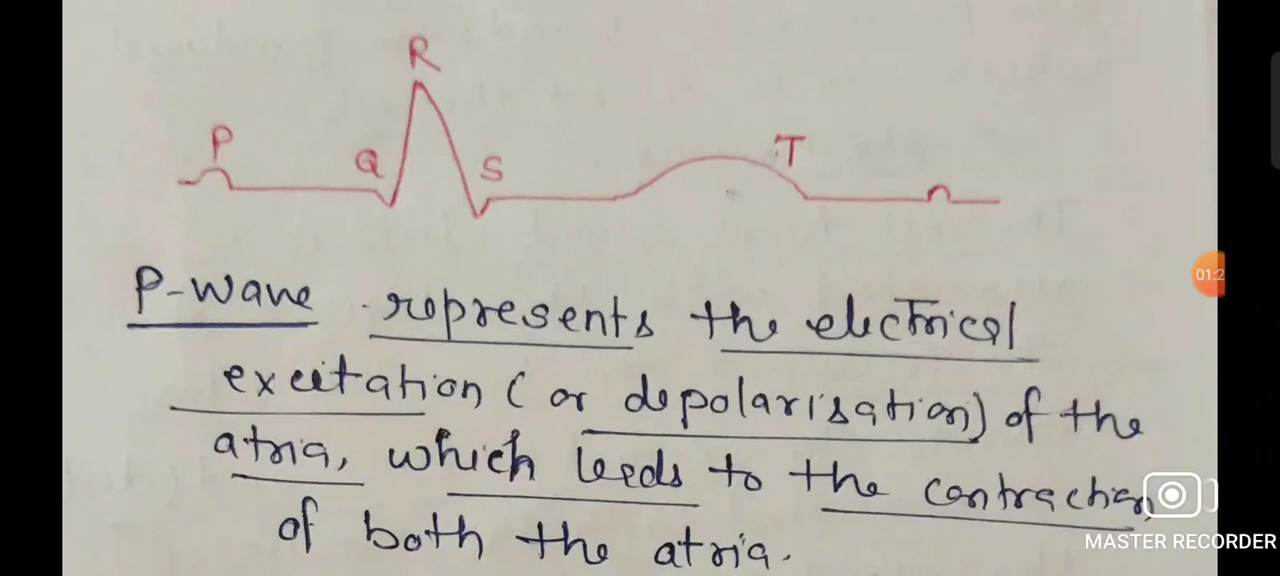 R
P
Q
S
T
P-wave represents the electrical
excitation (or depolarisation) of the
atria, which leads to the contraction
of both the atria.
01:2
MASTER RECORDER